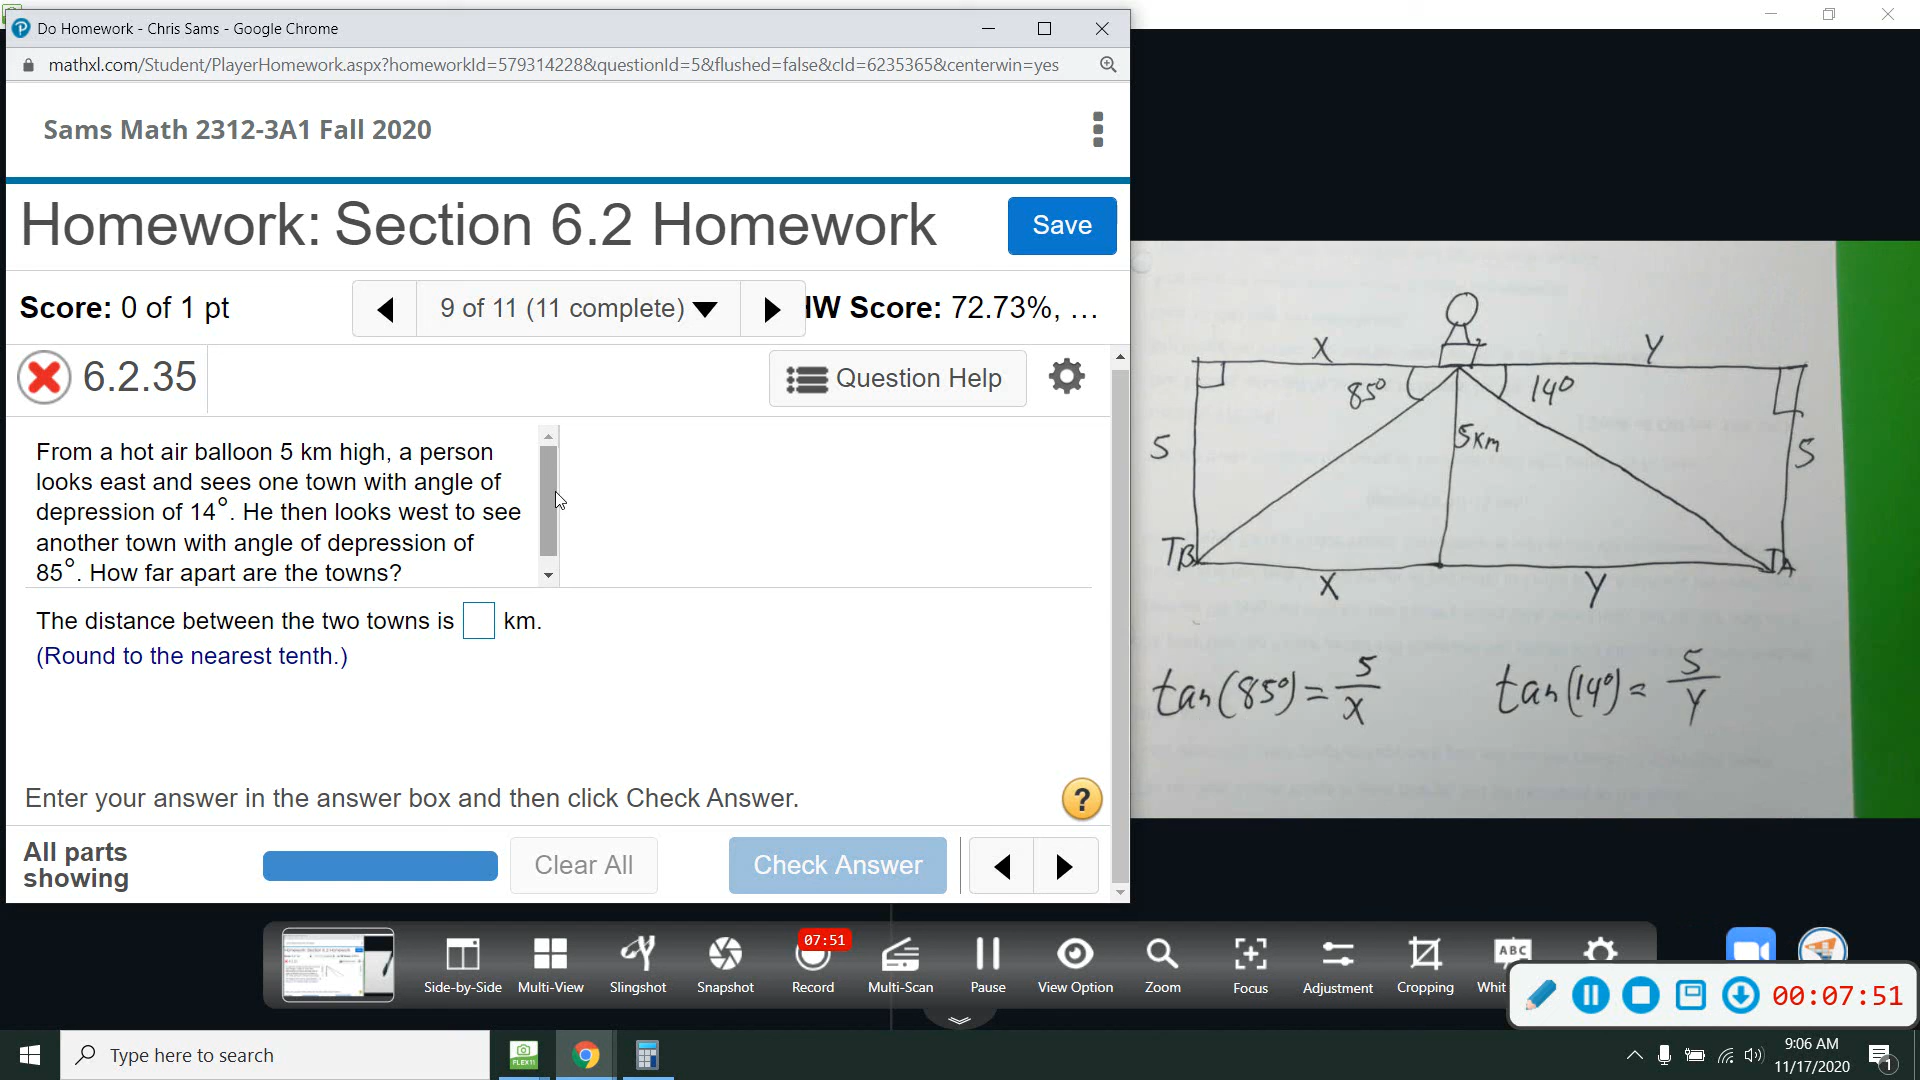 Do Homework - Chris Sams - Google Chrome
mathxl.com/Student/PlayerHomework.aspx?homeworkId=579314228&questionId=5&flushed=false&cId=6235365&centerwin=yes
Sams Math 2312-3A1 Fall 2020
Homework: Section 6.2 Homework
Save
Score: 0 of 1 pt
9 of 11 (11 complete)
HW Score: 72.73%, ...
6.2.35
Question Help
From a hot air balloon 5 km high, a person
looks east and sees one town with angle of
depression of 14°. He then looks west to see
another town with angle of depression of
85°. How far apart are the towns?
The distance between the two towns is km.
(Round to the nearest tenth.)
Enter your answer in the answer box and then click Check Answer.
?
All parts
showing
Clear All
Check Answer
X
Y
85°
14°
5
5km
5
TB
TA
X
Y
tan(85°)=5/X
tan(14°)=5/Y
07:51
Side-by-Side
Multi-View
Slingshot
Snapshot
Record
Multi-Scan
Pause
View Option
Zoom
Focus
Adjustment
Cropping
ABC
Whit
00:07:51
Type here to search
FLEX11
9:06 AM
11/17/2020
1